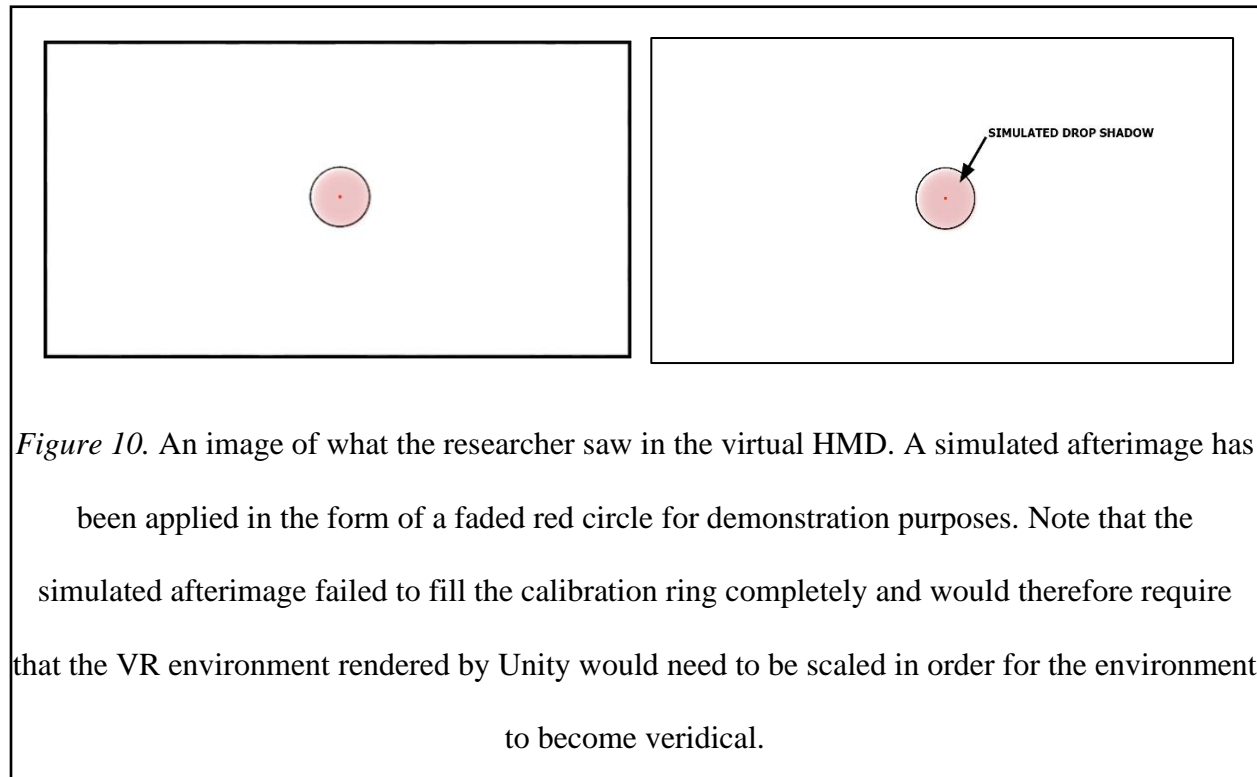 SIMULATED DROP SHADOW
Figure 10. An image of what the researcher saw in the virtual HMD. A simulated afterimage has
been applied in the form of a faded red circle for demonstration purposes. Note that the
simulated afterimage failed to fill the calibration ring completely and would therefore require
that the VR environment rendered by Unity would need to be scaled in order for the environment
to become veridical.